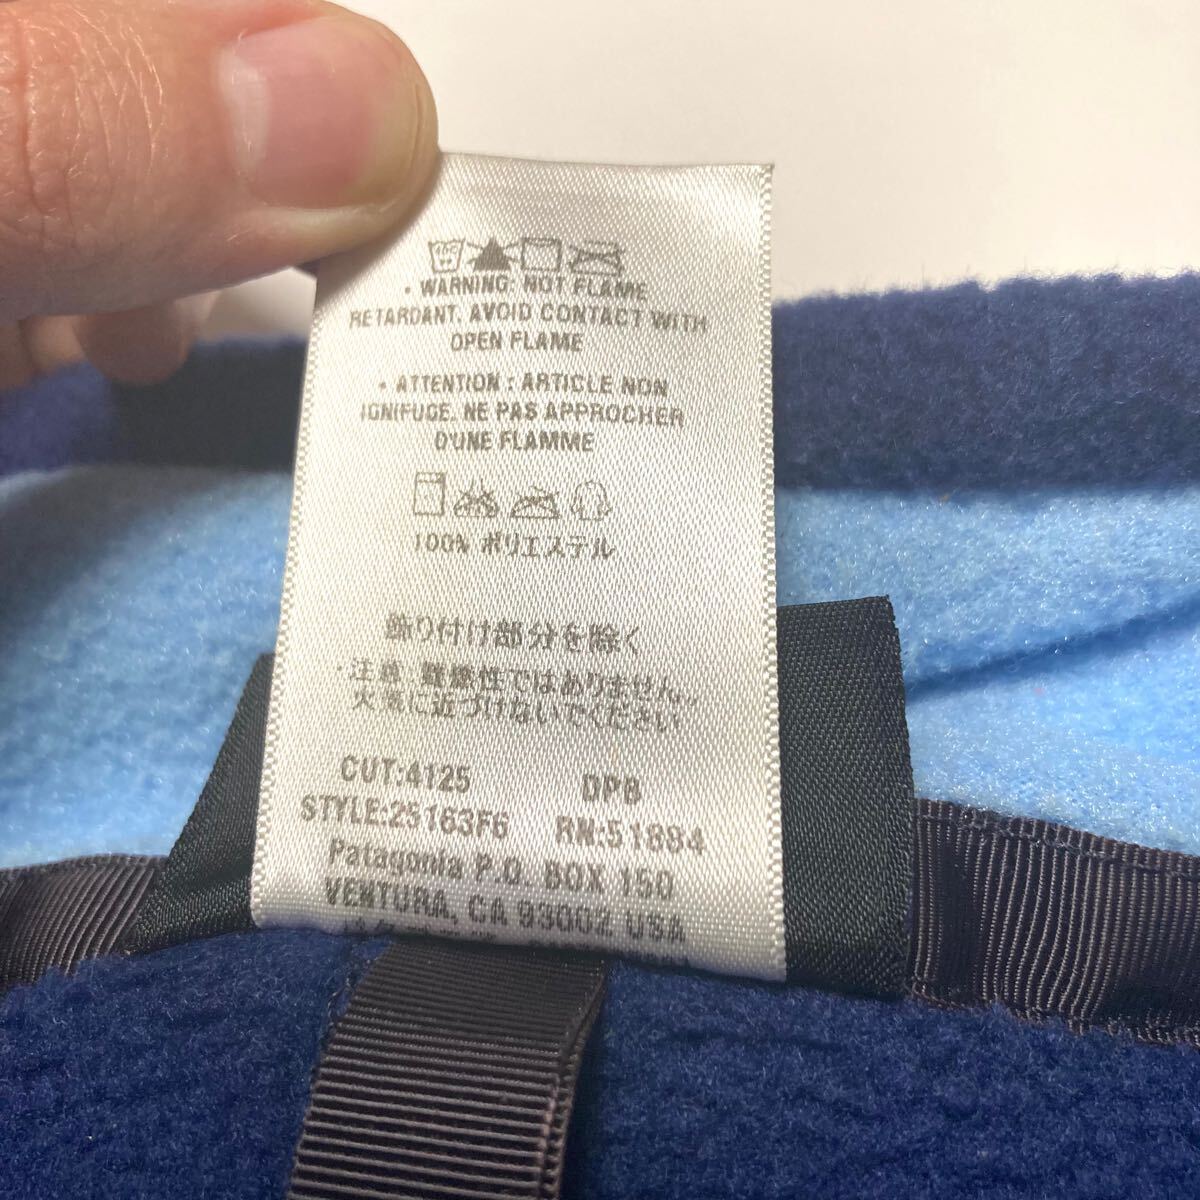 • WARNING: NOT FLAME
RETARDANT. AVOID CONTACT WITH
OPEN FLAME
• ATTENTION : ARTICLE NON
IGNIFUGE. NE PAS APPROCHER
D'UNE FLAMME
100% ポリエステル
飾り付け部分を除く
・注意: 難燃性ではありません。
火気に近づけないでください
CUT:4125 DPB
STYLE:25163F6 RN:51884
Patagonia P.O. BOX 150
VENTURA, CA 93002 USA